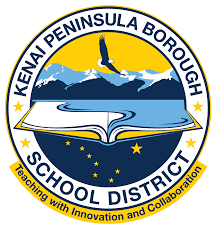 KENAI PENINSULA BOROUGH
SCHOOL DISTRICT
Teaching with Innovation and Collaboration